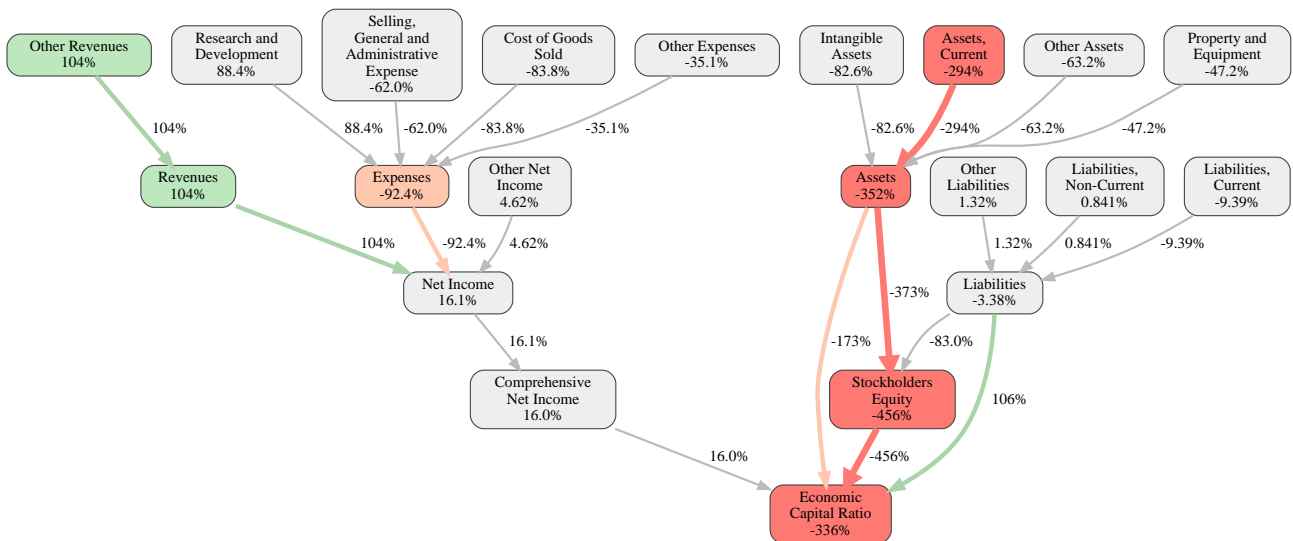 Other Revenues
104%
Research and
Development
88.4%
Selling,
General and
Administrative
Expense
-62.0%
Cost of Goods
Sold
-83.8%
Other Expenses
-35.1%
Intangible
Assets
-82.6%
Assets,
Current
-294%
Other Assets
-63.2%
Property and
Equipment
-47.2%
104%
88.4%
-62.0%
-83.8%
-35.1%
-82.6%
-294%
-63.2%
-47.2%
Revenues
104%
Expenses
-92.4%
Other Net
Income
4.62%
Assets
-352%
Other
Liabilities
1.32%
Liabilities,
Non-Current
0.841%
Liabilities,
Current
-9.39%
104%
-92.4%
4.62%
1.32%
0.841%
-9.39%
Net Income
16.1%
-373%
Liabilities
-3.38%
16.1%
-173%
-83.0%
Comprehensive
Net Income
16.0%
Stockholders
Equity
-456%
106%
16.0%
-456%
Economic
Capital Ratio
-336%